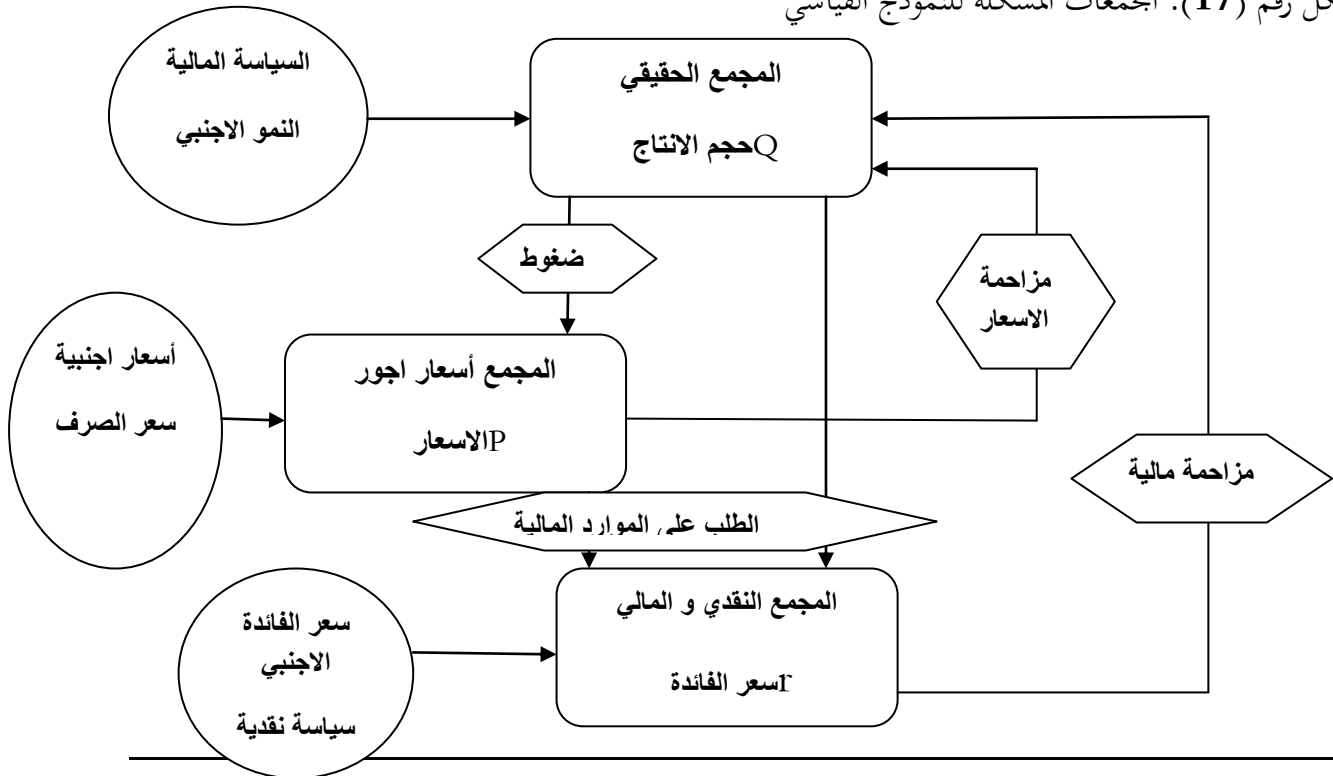 كل رقم (17): المجمعات المشكلة للنموذج القياسي
السياسة المالية
النمو الاجنبي
المجمع الحقيقي
Qحجم الانتاج
ضغوط
مزاحمة
الاسعار
أسعار اجنبية
سعر الصرف
المجمع أسعار اجور
Pالاسعار
مزاحمة مالية
الطلب على الموارد المالية
سعر الفائدة
الاجنبي
سياسة نقدية
المجمع النقدي و المالي
rسعر الفائدة